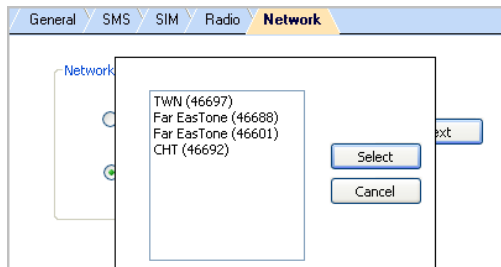 General SMS SIM Radio Network
Network
TWN (46697)
Far EasTone (46688)
Far EasTone (46601)
CHT (46692)
ext
Select
Cancel